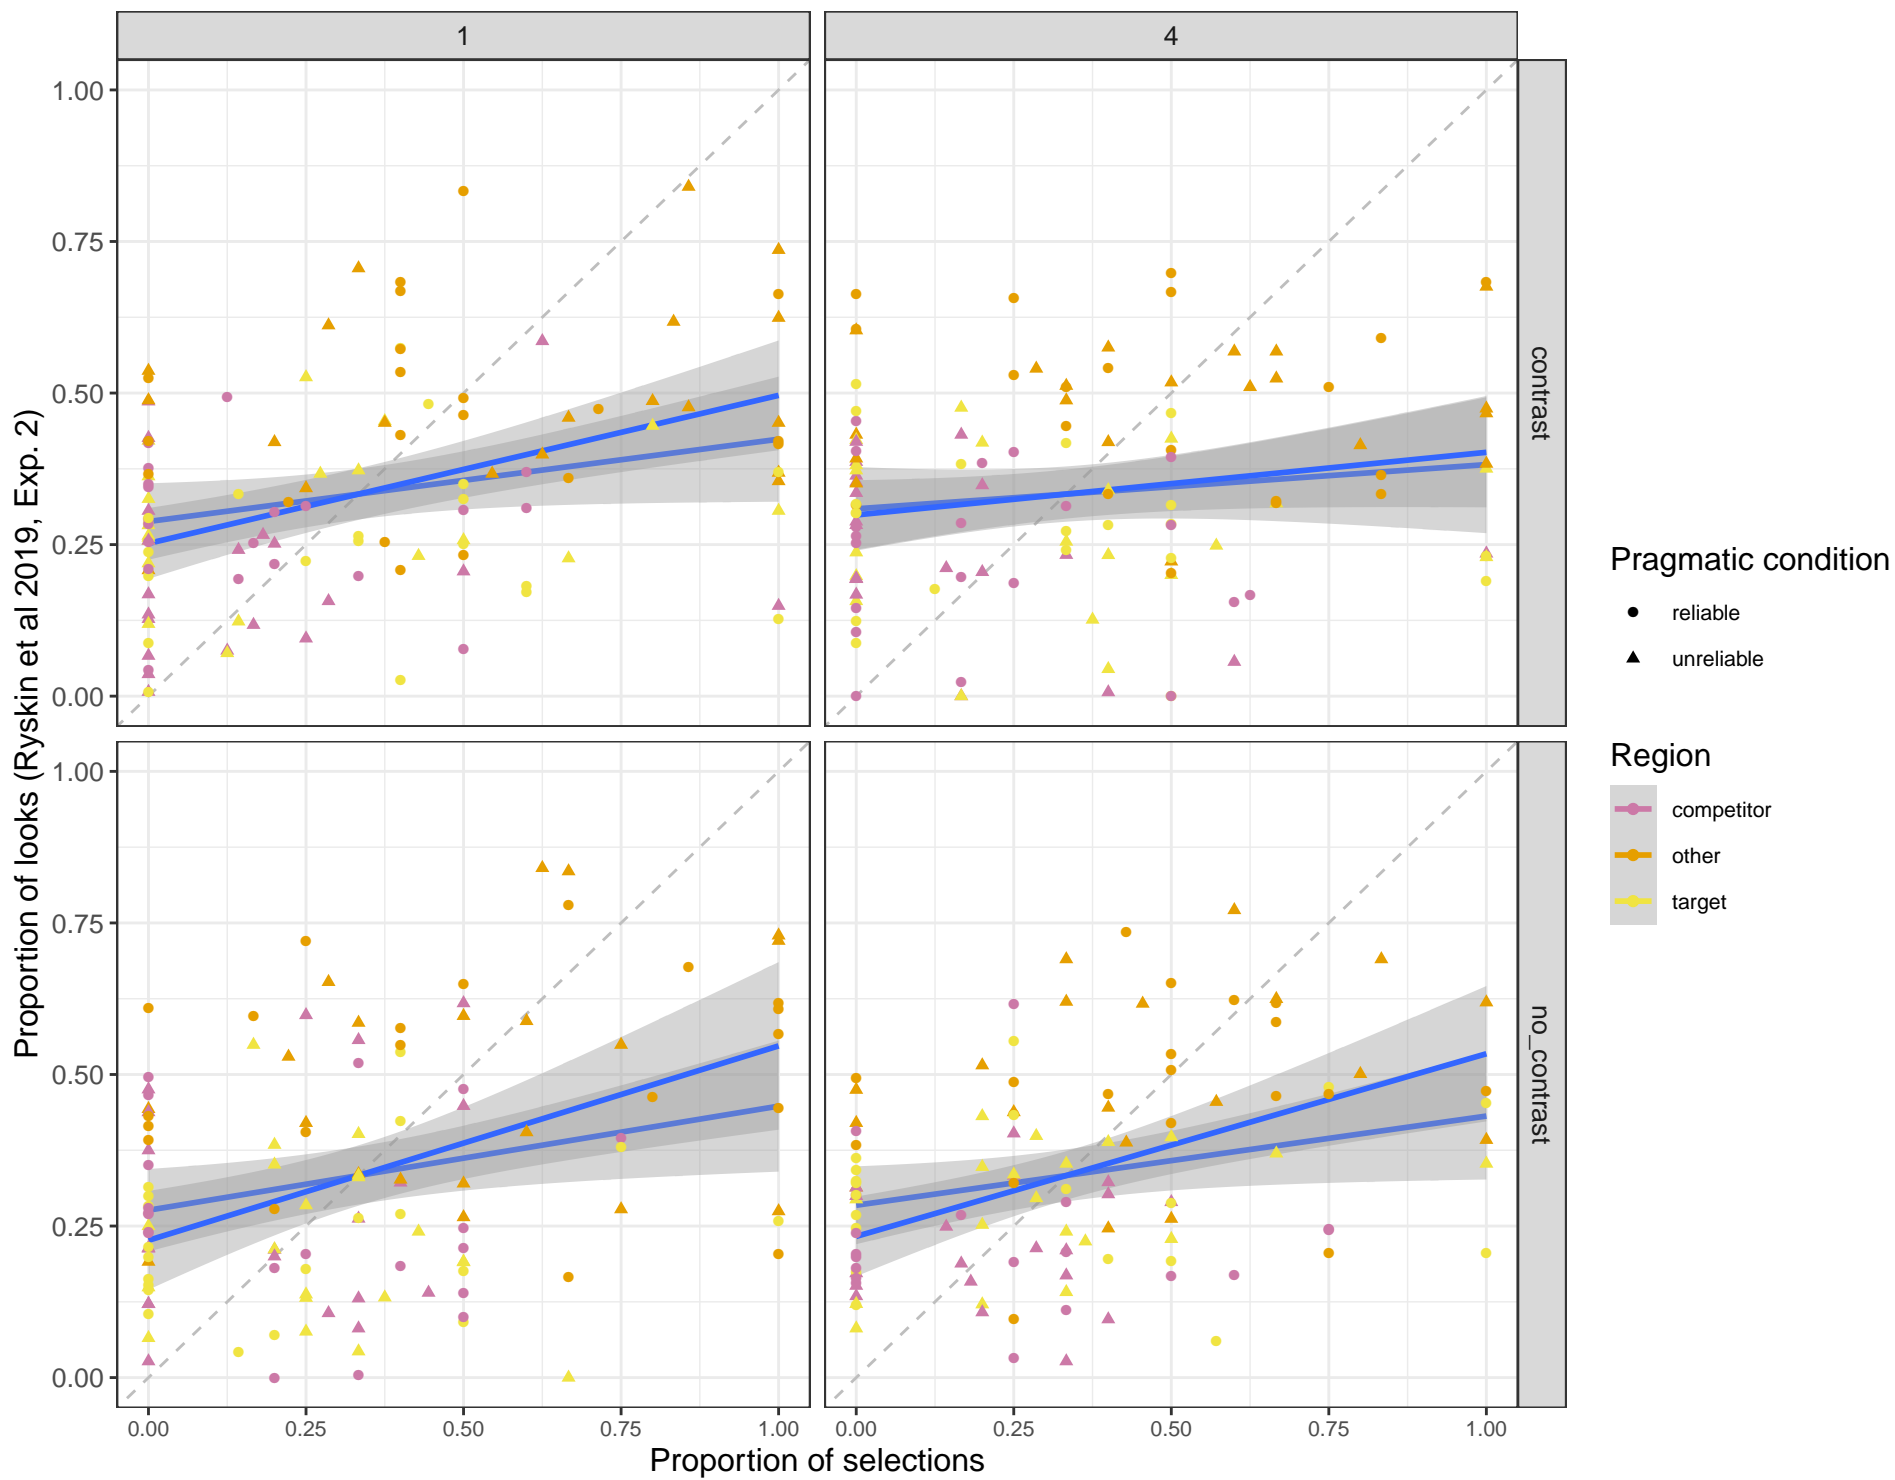 1
4
1.00
0.75
0.50
0.25
0.00
contrast
1.00
0.75
0.50
0.25
0.00
no_contrast
0.00
0.25
0.50
0.75
1.00
0.00
0.25
0.50
0.75
1.00
Proportion of selections
Proportion of looks (Ryskin et al 2019, Exp. 2)
Pragmatic condition
reliable
unreliable
Region
competitor
other
target